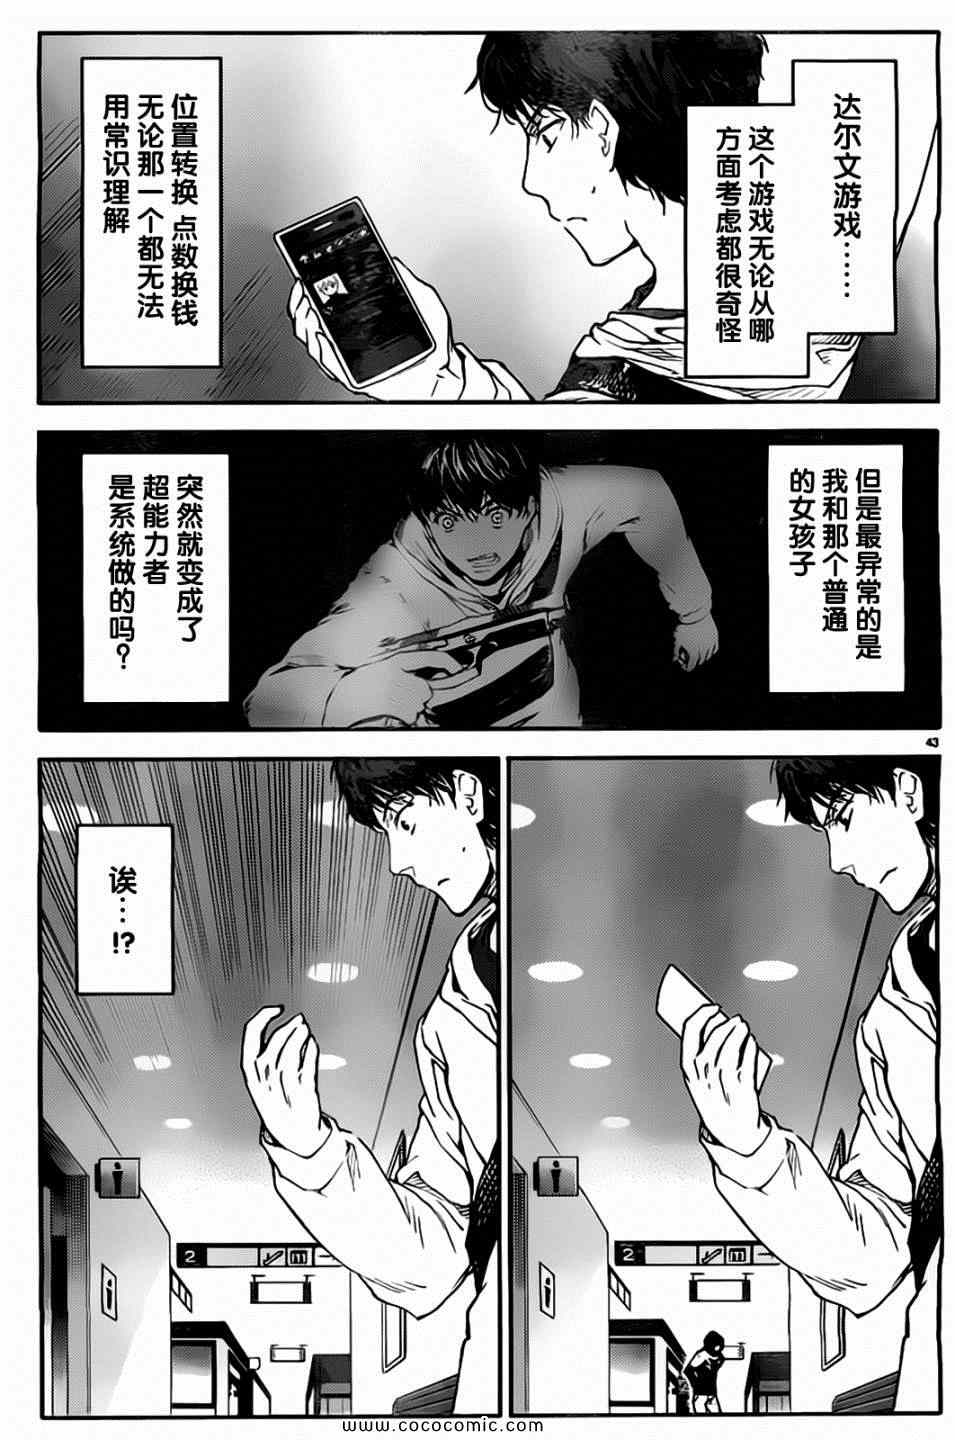 达尔文游戏……
这个游戏无论从哪
方面考虑都很奇怪
位置转换 点数换钱
无论那一个都无法
用常识理解
但是最异常的是
我和那个普通
的女孩子
突然就变成了
超能力者
是系统做的吗？
43
2
诶…!?
2
www.cococomic.com